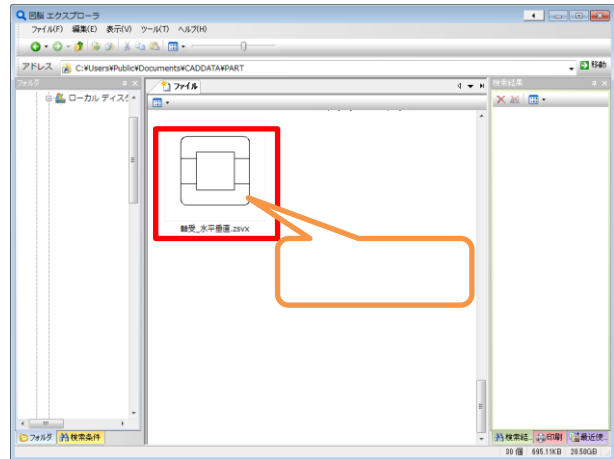 図脳 エクスプローラ
ファイル(F) 編集(E) 表示(V) ツール(T) ヘルプ(H)
アドレス C:¥Users¥Public¥Documents¥CADDATA¥PART 移動
フォルダ
ローカル ディスク
ファイル
検索結果
軸受_水平垂直.zsvx
フォルダ 検索条件
検索結... 印刷 最近使...
30 個 695.11KB 20.50GB